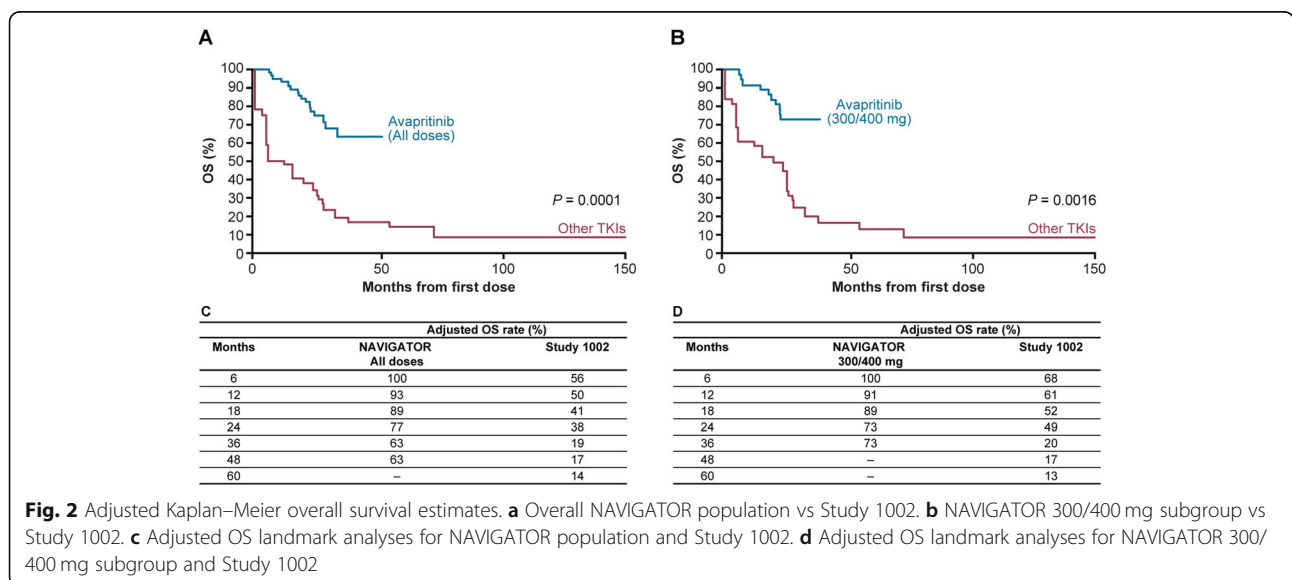 A
100
90
80
70
60
50
40
30
20
10
0
OS (%)
Avapritinib
(All doses)
P = 0.0001
Other TKIs
0 50 100 150
Months from first dose
B
100
90
80
70
60
50
40
30
20
10
0
OS (%)
Avapritinib
(300/400 mg)
P = 0.0016
Other TKIs
0 50 100 150
Months from first dose
C
Adjusted OS rate (%)
Months NAVIGATOR Study 1002
All doses
6 100 56
12 93 50
18 89 41
24 77 38
36 63 19
48 63 17
60 – 14
D
Adjusted OS rate (%)
Months NAVIGATOR Study 1002
300/400 mg
6 100 68
12 91 61
18 89 52
24 73 49
36 73 20
48 – 17
60 – 13
Fig. 2 Adjusted Kaplan–Meier overall survival estimates. a Overall NAVIGATOR population vs Study 1002. b NAVIGATOR 300/400 mg subgroup vs
Study 1002. c Adjusted OS landmark analyses for NAVIGATOR population and Study 1002. d Adjusted OS landmark analyses for NAVIGATOR 300/
400 mg subgroup and Study 1002